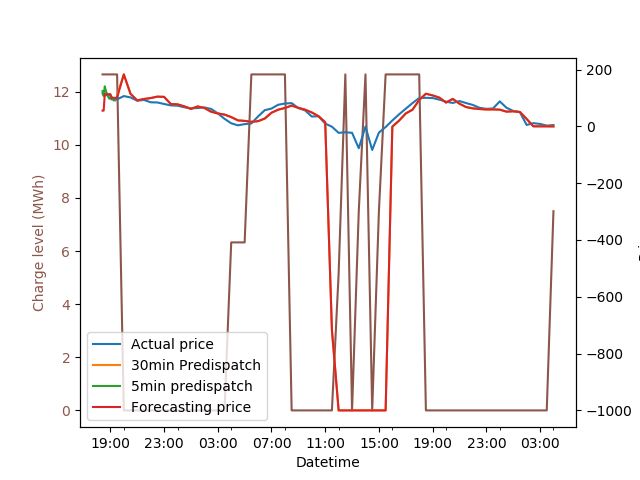 12
10
8
6
4
2
0
Charge level (MWh)
200
0
−200
−400
−600
−800
−1000
Actual price
30min Predispatch
5min predispatch
Forecasting price
19:00 23:00 03:00 07:00 11:00 15:00 19:00 23:00 03:00
Datetime